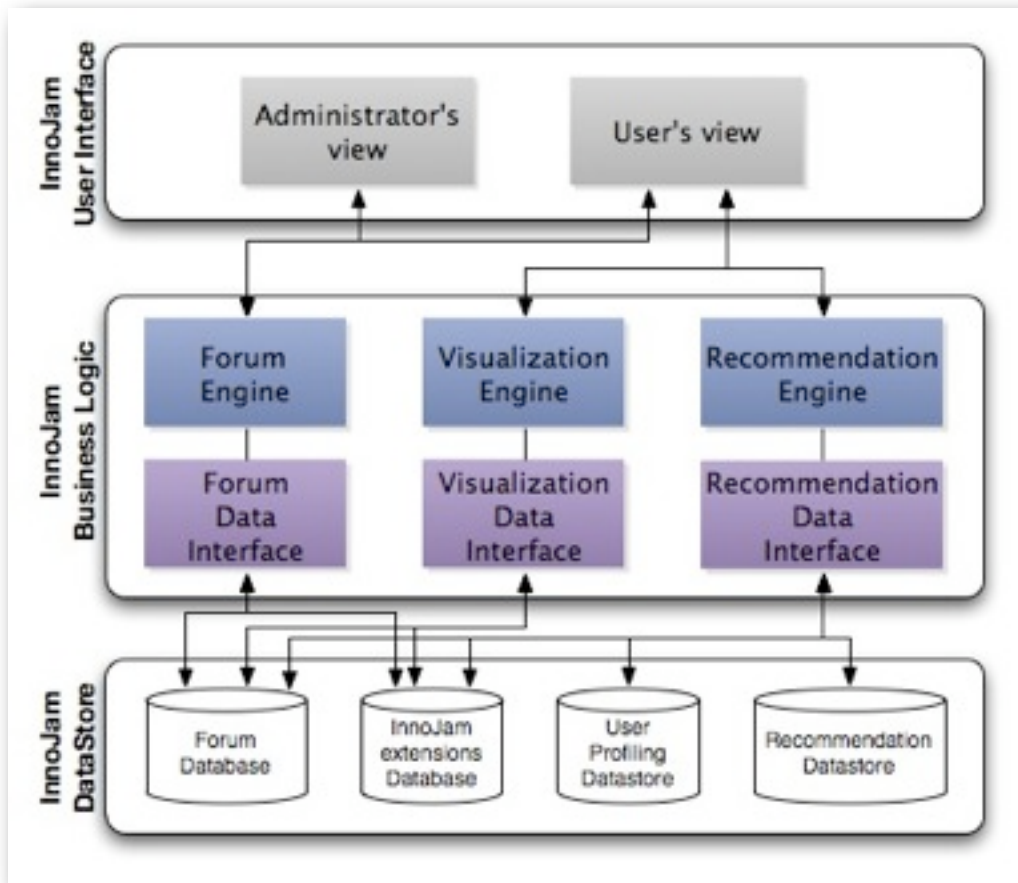 InnoJam
User Interface
Administrator's
view
User's view
InnoJam
Business Logic
Forum
Engine
Visualization
Engine
Recommendation
Engine
Forum
Data
Interface
Visualization
Data
Interface
Recommendation
Data
Interface
InnoJam
DataStore
Forum
Database
InnoJam
extensions
Database
User
Profiling
Datastore
Recommendation
Datastore